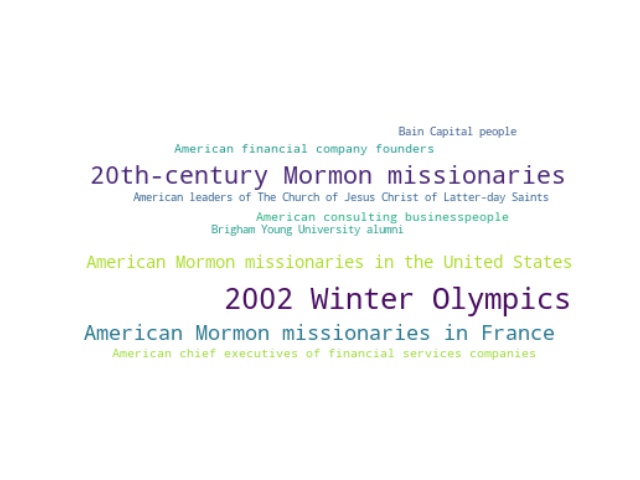 Bain Capital people
American financial company founders
20th-century Mormon missionaries
American leaders of The Church of Jesus Christ of Latter-day Saints
American consulting businesspeople
Brigham Young University alumni
American Mormon missionaries in the United States
2002 Winter Olympics
American Mormon missionaries in France
American chief executives of financial services companies